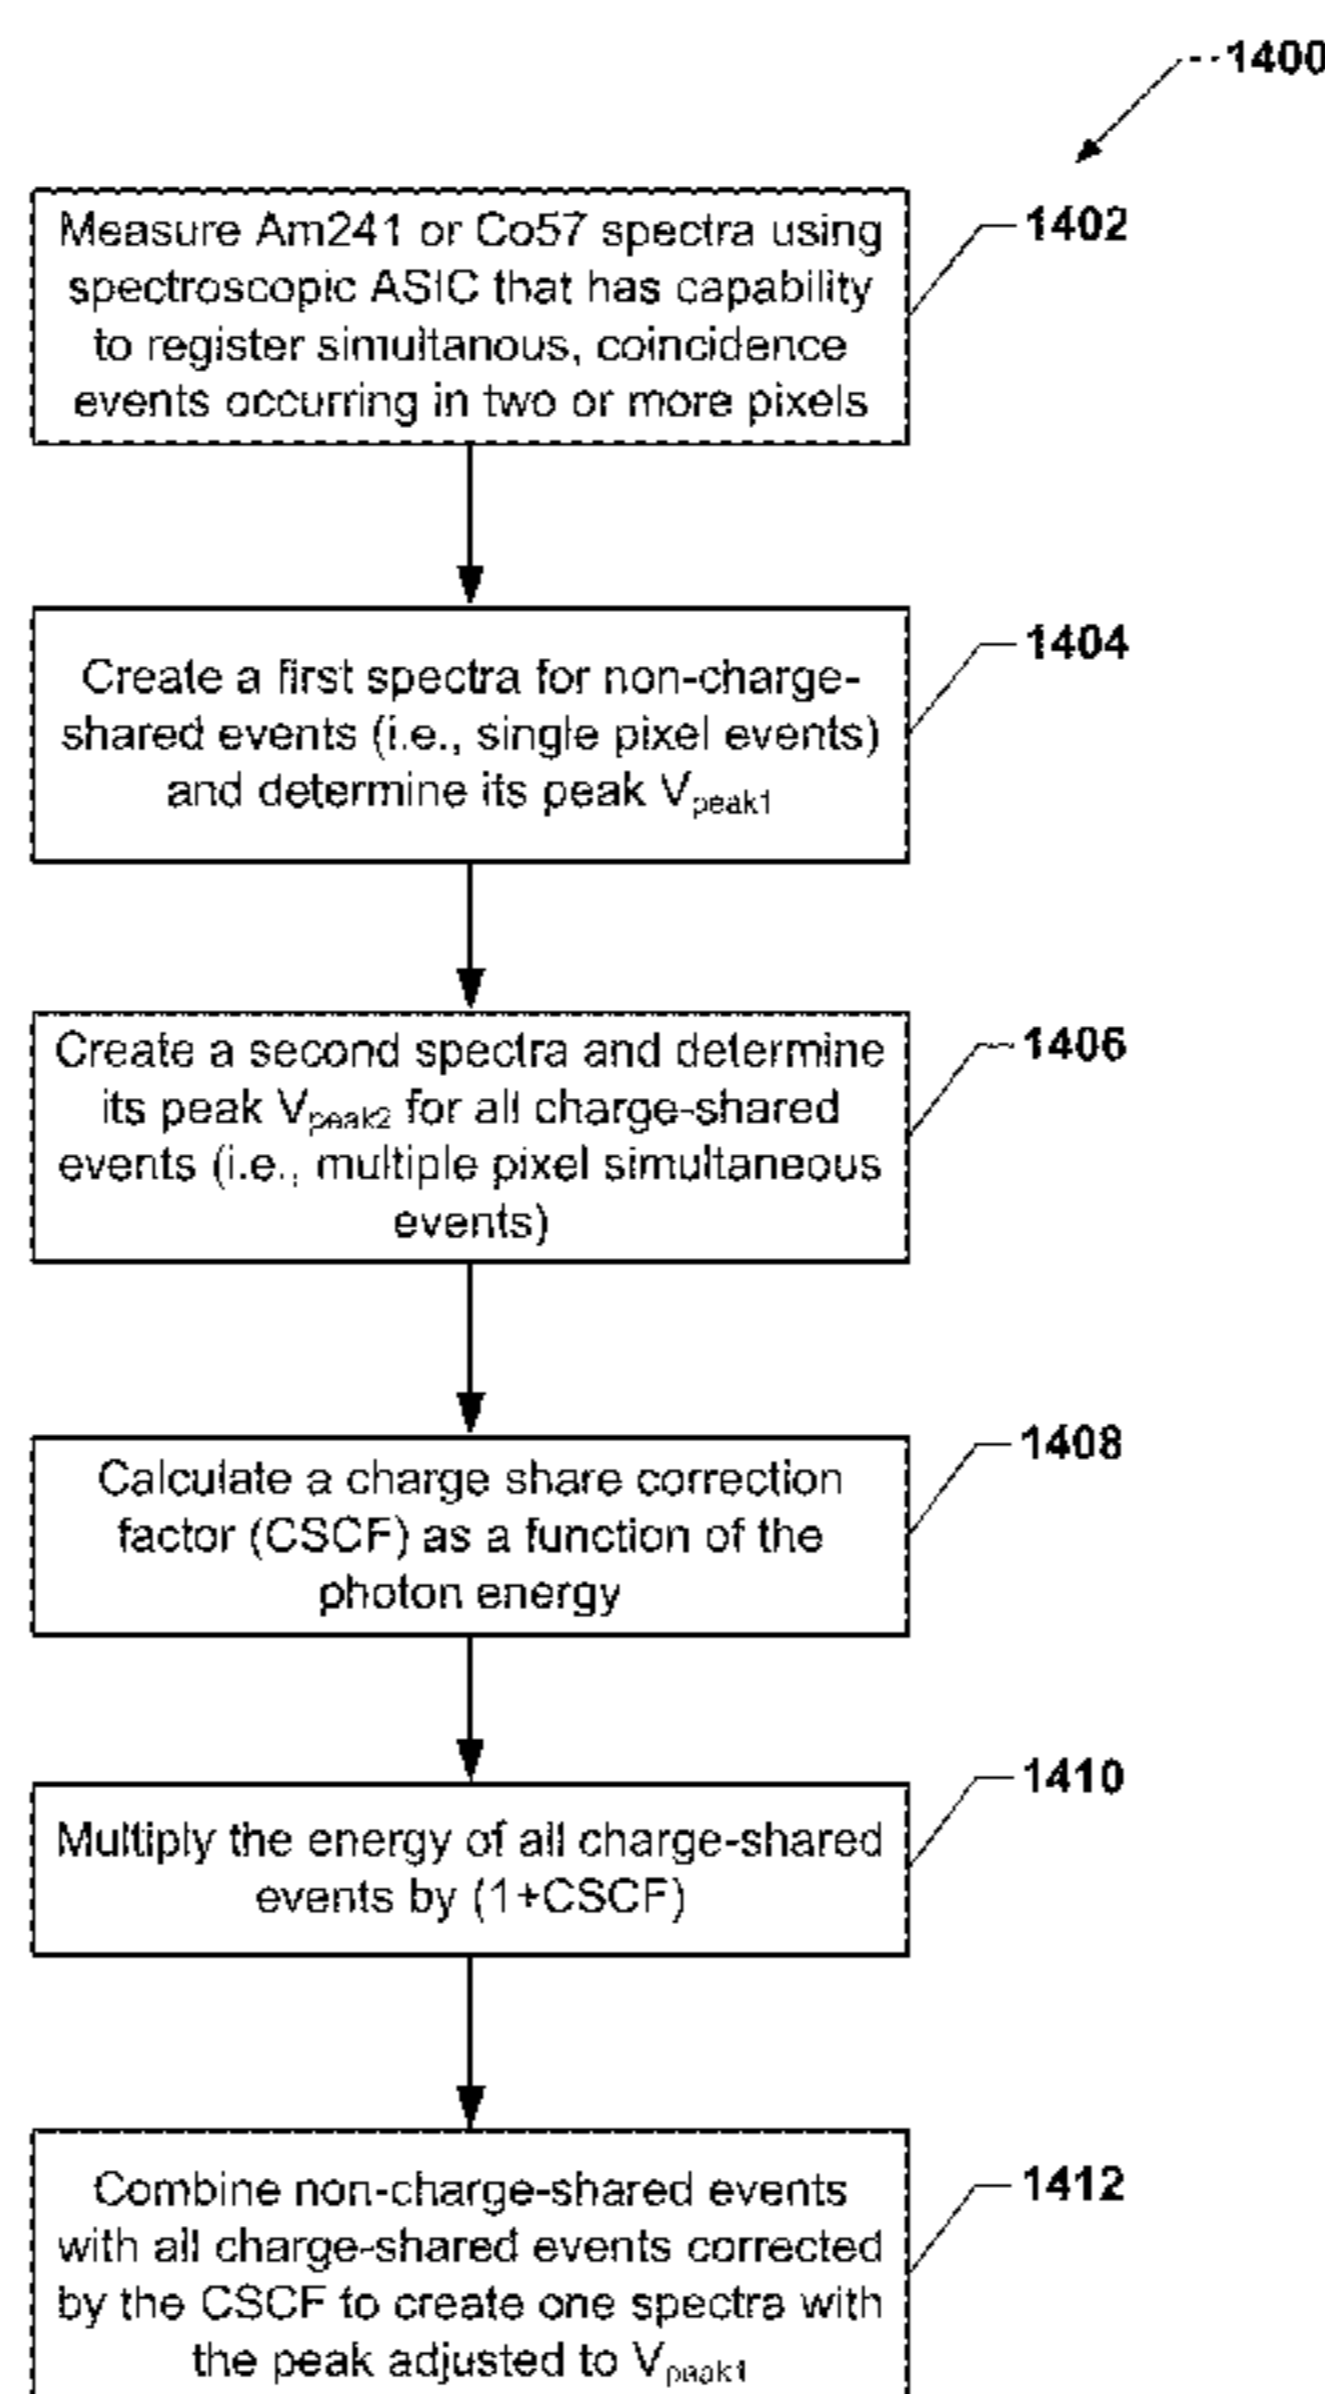 1400
Measure Am241 or Co57 spectra using
spectroscopic ASIC that has capability
to register simultanous, coincidence
events occurring in two or more pixels
1402
Create a first spectra for non-charge-
shared events (i.e., single pixel events)
and determine its peak Vpeak1
1404
Create a second spectra and determine
its peak Vpeak2 for all charge-shared
events (i.e., multiple pixel simultaneous
events)
1406
Calculate a charge share correction
factor (CSCF) as a function of the
photon energy
1408
Multiply the energy of all charge-shared
events by (1+CSCF)
1410
Combine non-charge-shared events
with all charge-shared events corrected
by the CSCF to create one spectra with
the peak adjusted to Vpeak1
1412